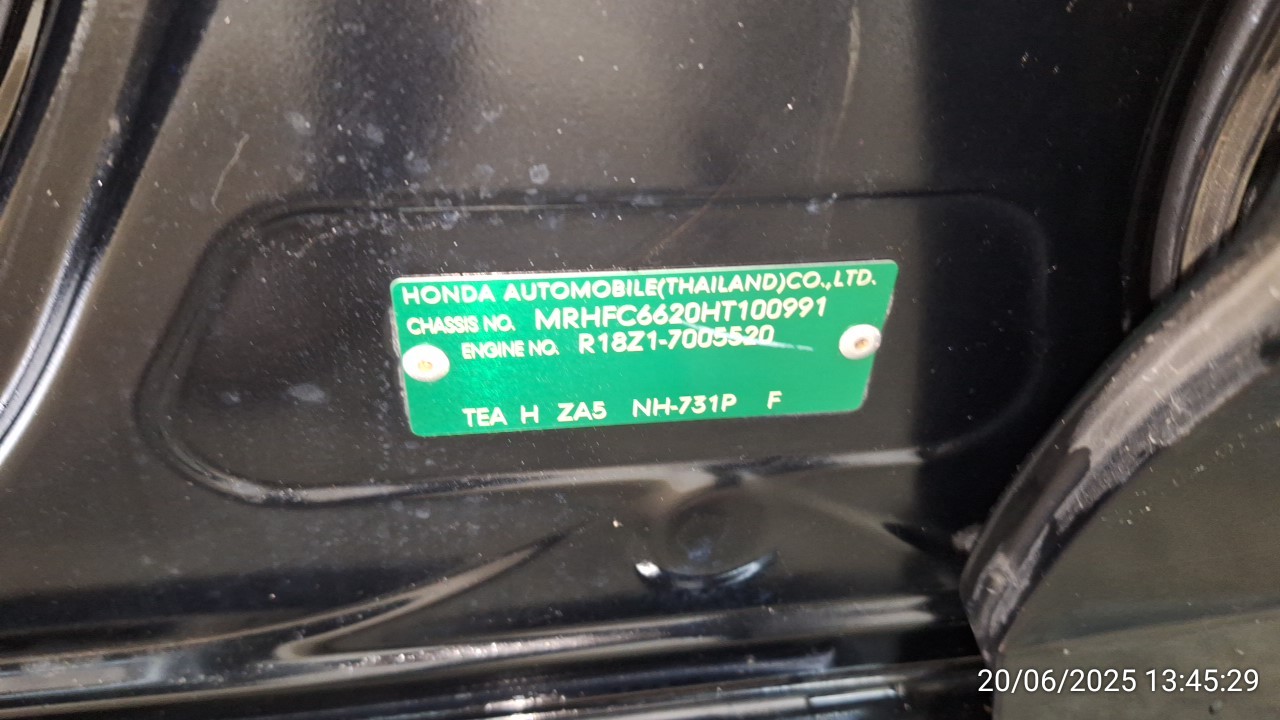 HONDA AUTOMOBILE(THAILAND)CO.,LTD.
CHASSIS NO. MRHFC6620HT100991
ENGINE NO. R18Z1-7005520
TEA H ZA5 NH-731P F
20/06/2025 13:45:29